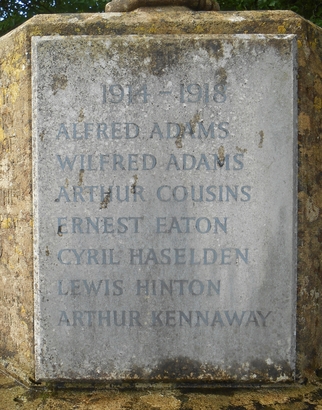 1914 - 1918
ALFRED ADAMS
WILFRED ADAMS
ARTHUR COUSINS
ERNEST EATON
CYRIL HASELDEN
LEWIS HINTON
ARTHUR KENNAWAY